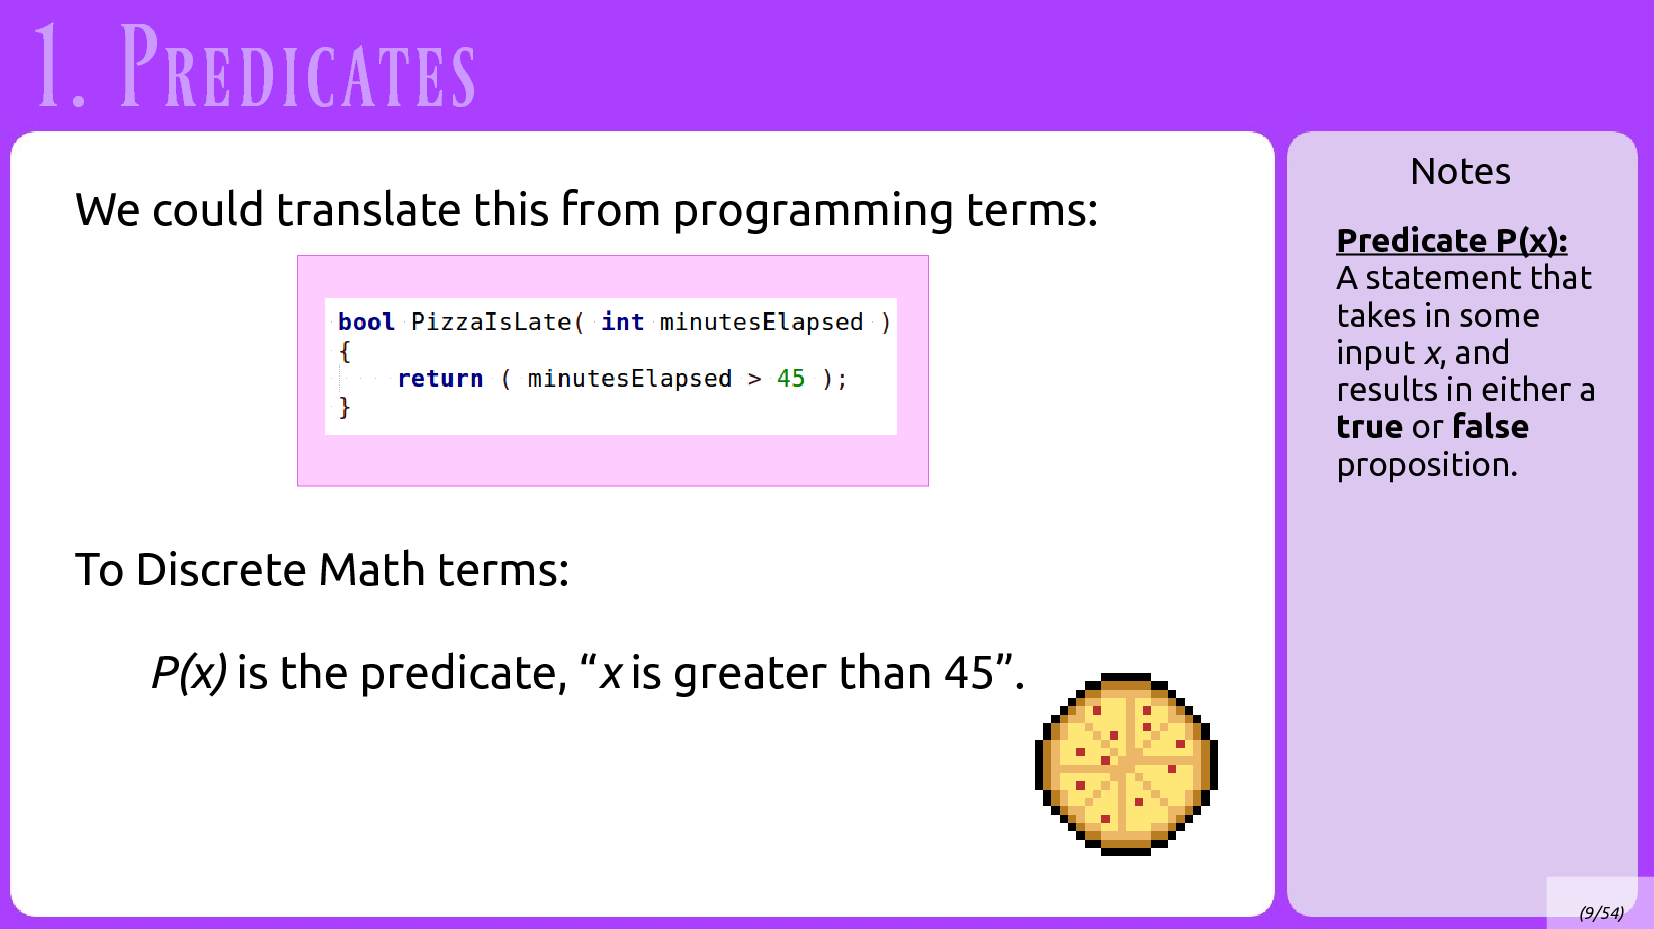 1. Predicates
We could translate this from programming terms:
bool PizzaIsLate( int minutesElapsed )
{
return ( minutesElapsed > 45 );
}
To Discrete Math terms:
P(x) is the predicate, “x is greater than 45”.
Notes
Predicate P(x):
A statement that
takes in some
input x, and
results in either a
true or false
proposition.
(9/54)